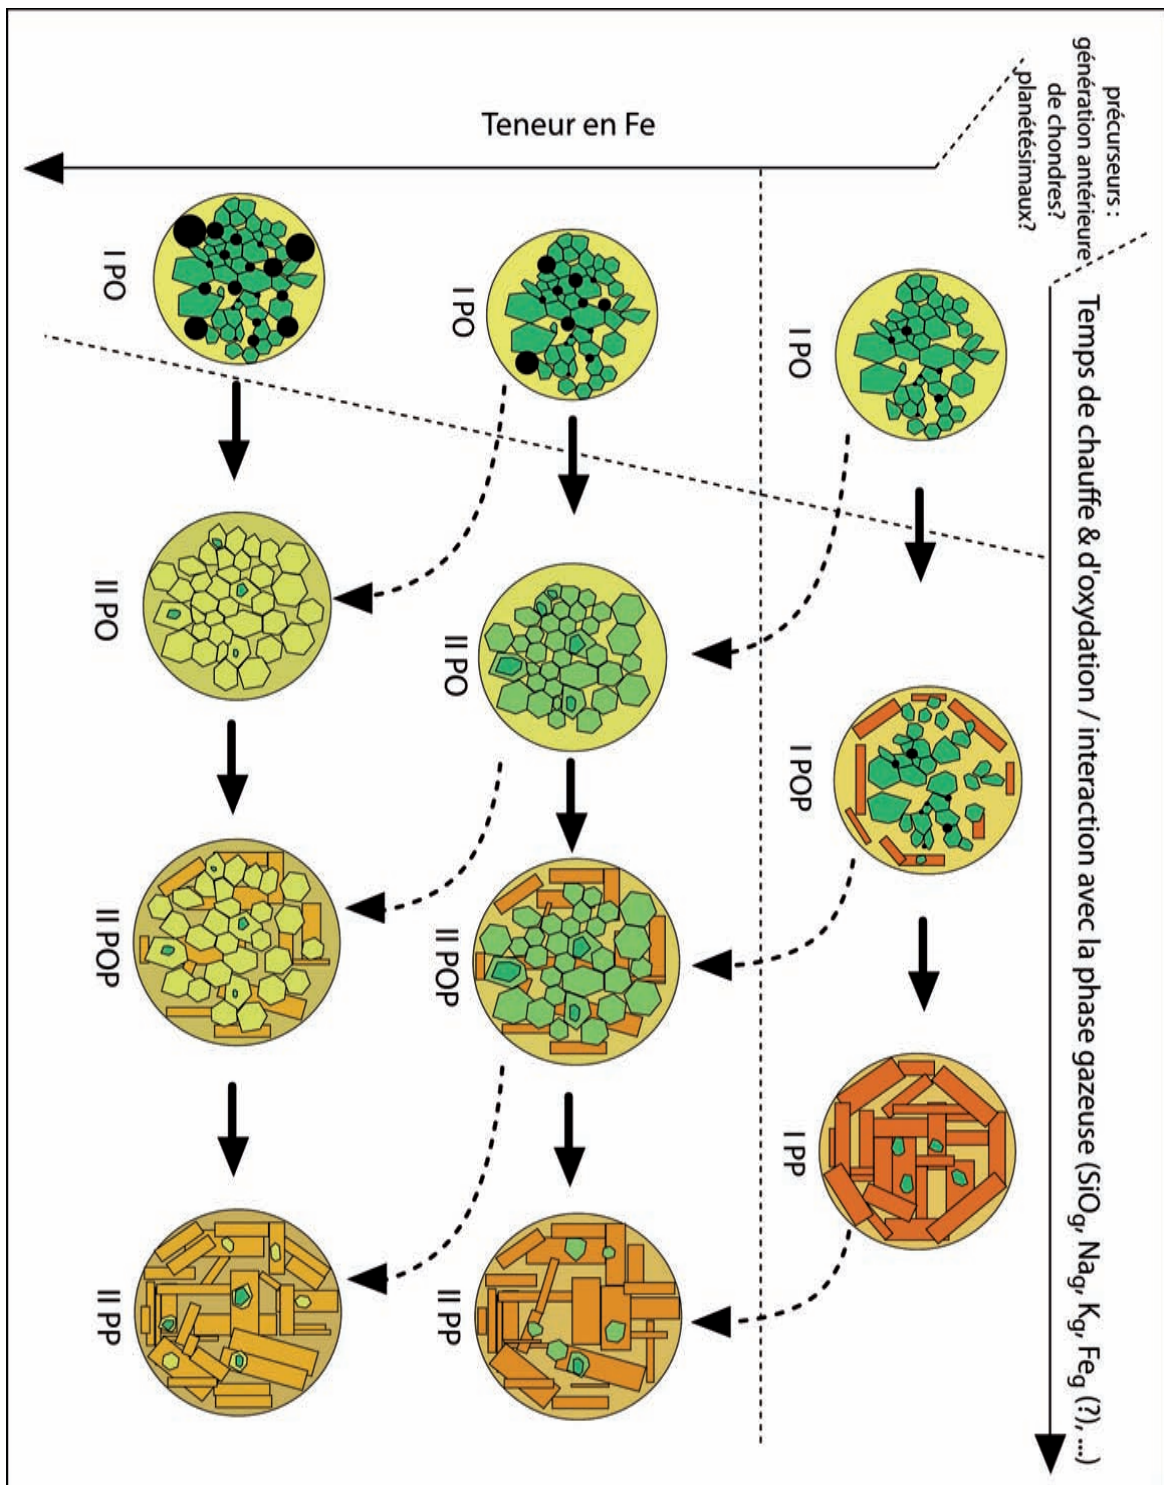 précurseurs :
génération antérieure
de chondres?
planétésimaux?
Temps de chauffe & d'oxydation / interaction avec la phase gazeuse (SiOg, Nag, Kg, Feg (?), ...)
Teneur en Fe
I PO
I POP
I PP
I PO
II PO
II POP
II PP
I PO
II PO
II POP
II PP